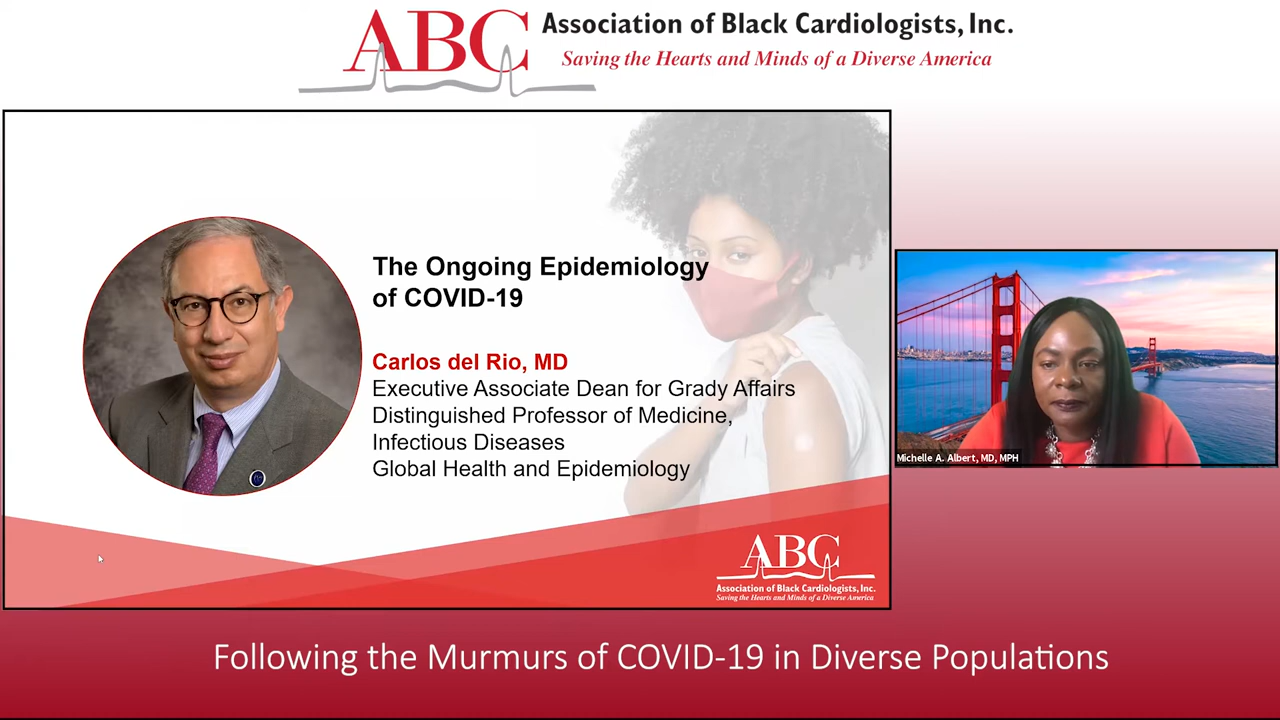 ABC Association of Black Cardiologists, Inc.
Saving the Hearts and Minds of a Diverse America
The Ongoing Epidemiology
of COVID-19
Carlos del Rio, MD
Executive Associate Dean for Grady Affairs
Distinguished Professor of Medicine,
Infectious Diseases
Global Health and Epidemiology
ABC
Association of Black Cardiologists, Inc.
Saving the Hearts and Minds of a Diverse America
Michelle A. Albert, MD, MPH
Following the Murmurs of COVID-19 in Diverse Populations